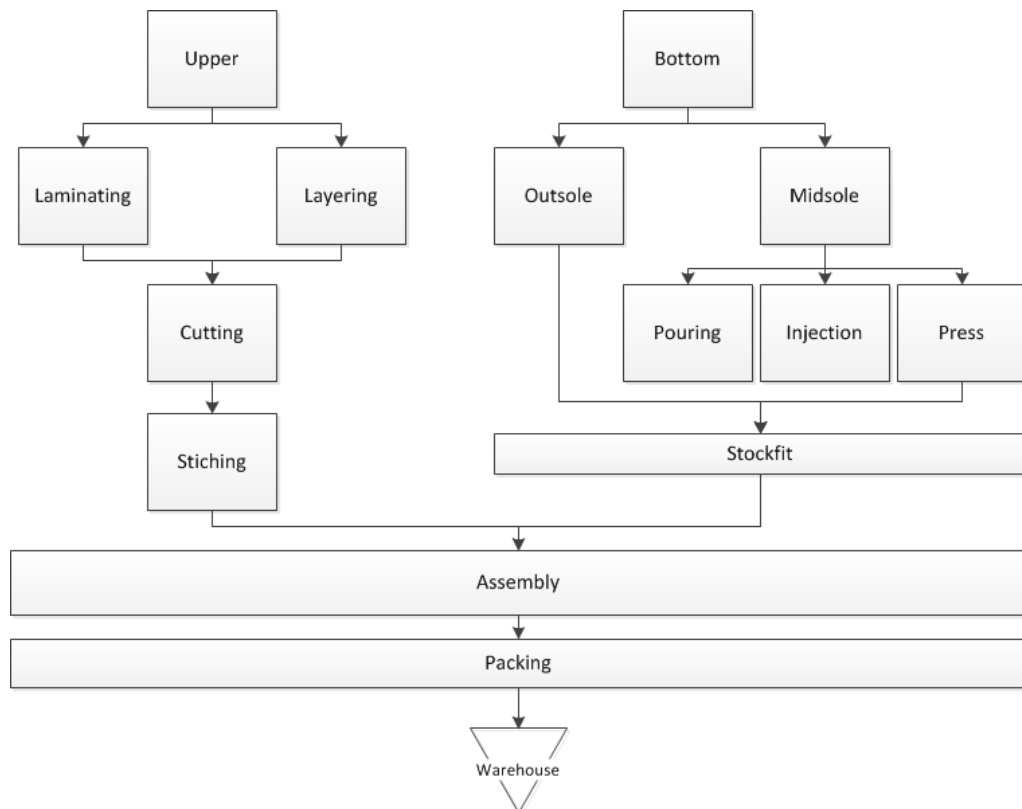 Upper
Bottom
Laminating
Layering
Outsole
Midsole
Cutting
Pouring
Injection
Press
Stiching
Stockfit
Assembly
Packing
Warehouse